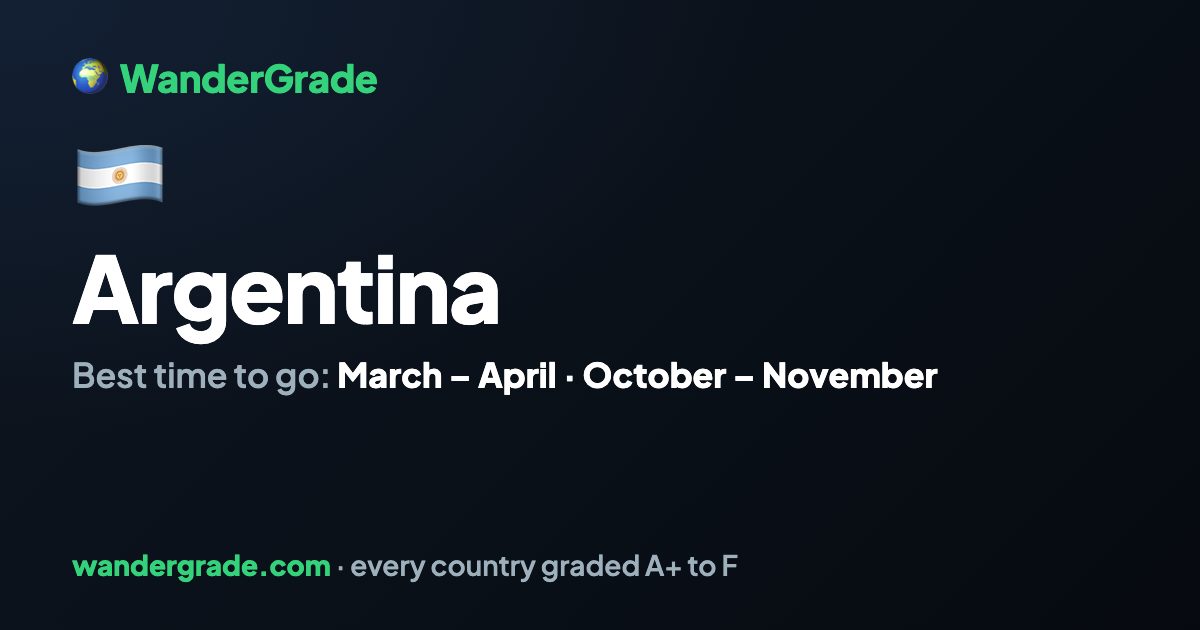 WanderGrade
Argentina
Best time to go: March – April · October – November
wandergrade.com · every country graded A+ to F